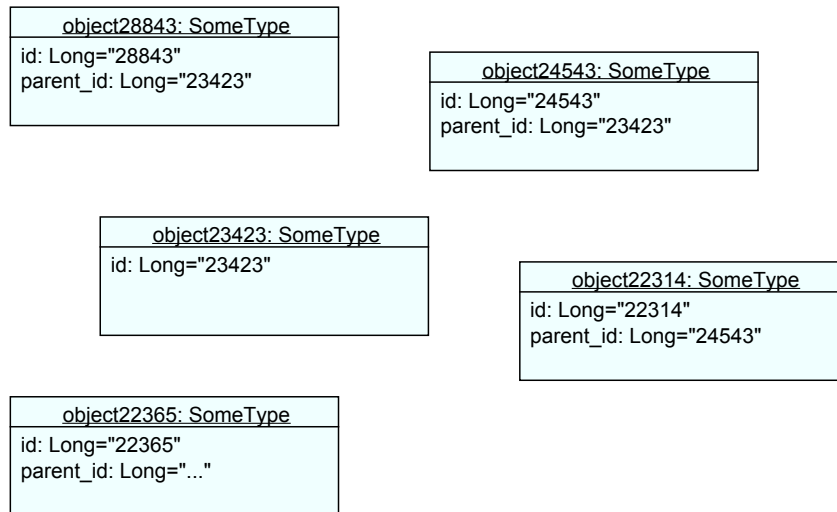 object28843: SomeType
id: Long="28843"
parent_id: Long="23423"
object24543: SomeType
id: Long="24543"
parent_id: Long="23423"
object23423: SomeType
id: Long="23423"
object22314: SomeType
id: Long="22314"
parent_id: Long="24543"
object22365: SomeType
id: Long="22365"
parent_id: Long="..."